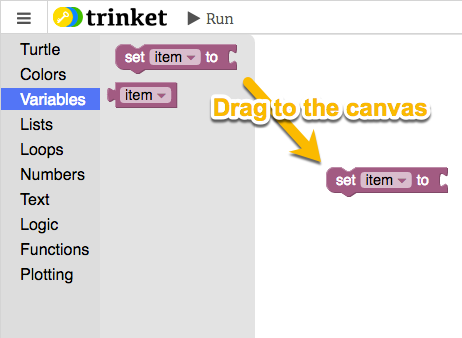 trinket Run
Turtle
Colors
Variables
Lists
Loops
Numbers
Text
Logic
Functions
Plotting
set item to
item
Drag to the canvas
set item to